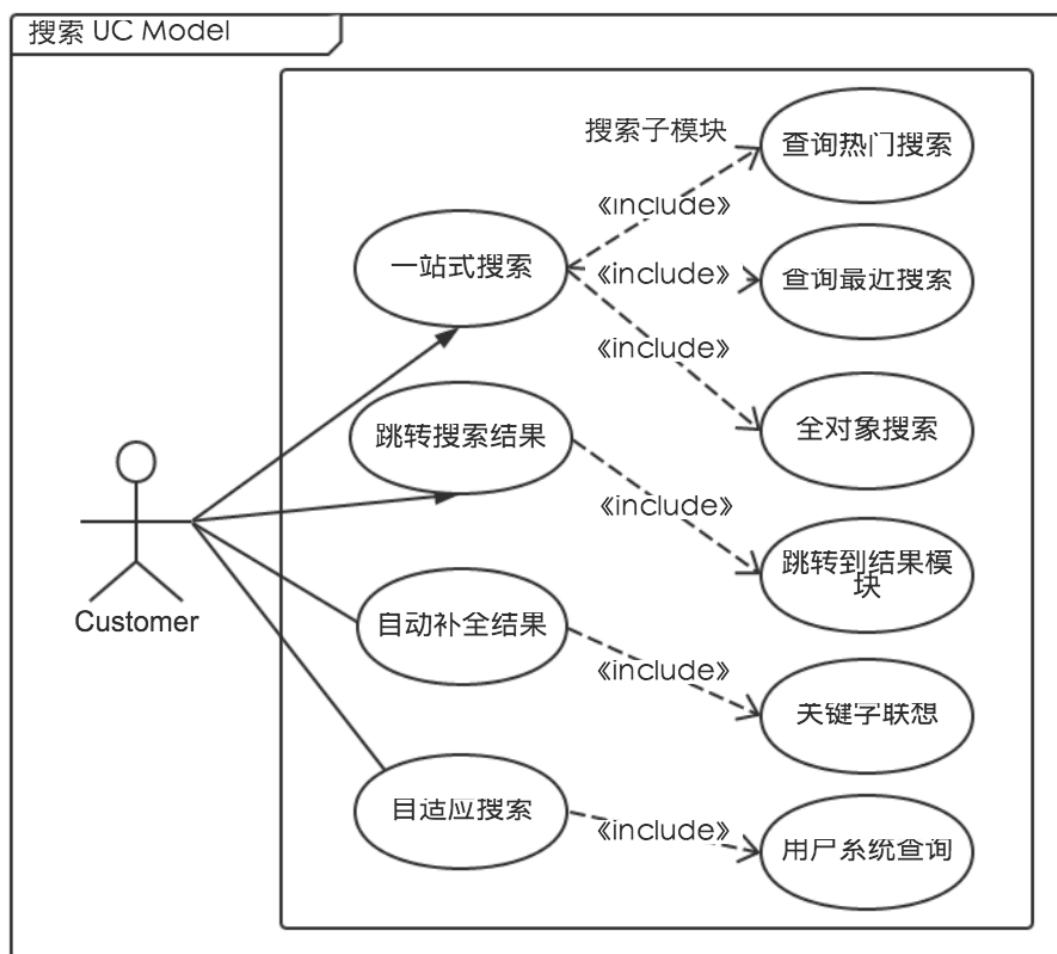 搜索 UC Model
搜索子模块
查询热门搜索
《include》
一站式搜索
《include》
查询最近搜索
《include》
全对象搜索
跳转搜索结果
《include》
跳转到结果模
块
Customer
自动补全结果
《include》
关键字联想
自适应搜索
《include》
用户系统查询